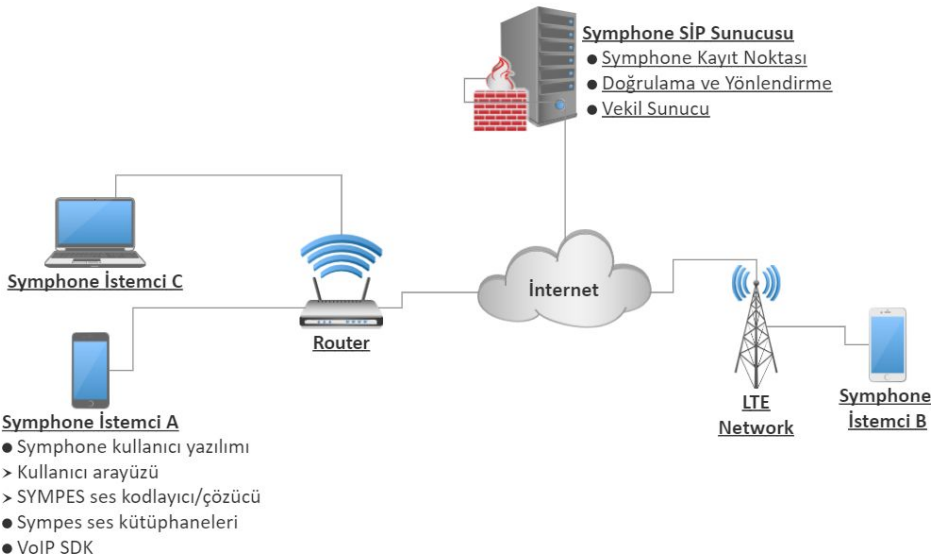 Symphone SİP Sunucusu
● Symphone Kayıt Noktası
● Doğrulama ve Yönlendirme
● Vekil Sunucu
Symphone İstemci C
Router
İnternet
LTE
Network
Symphone
İstemci B
Symphone İstemci A
● Symphone kullanıcı yazılımı
➤ Kullanıcı arayüzü
➤ SYMPES ses kodlayıcı/çözücü
● Sympes ses kütüphaneleri
● VoIP SDK